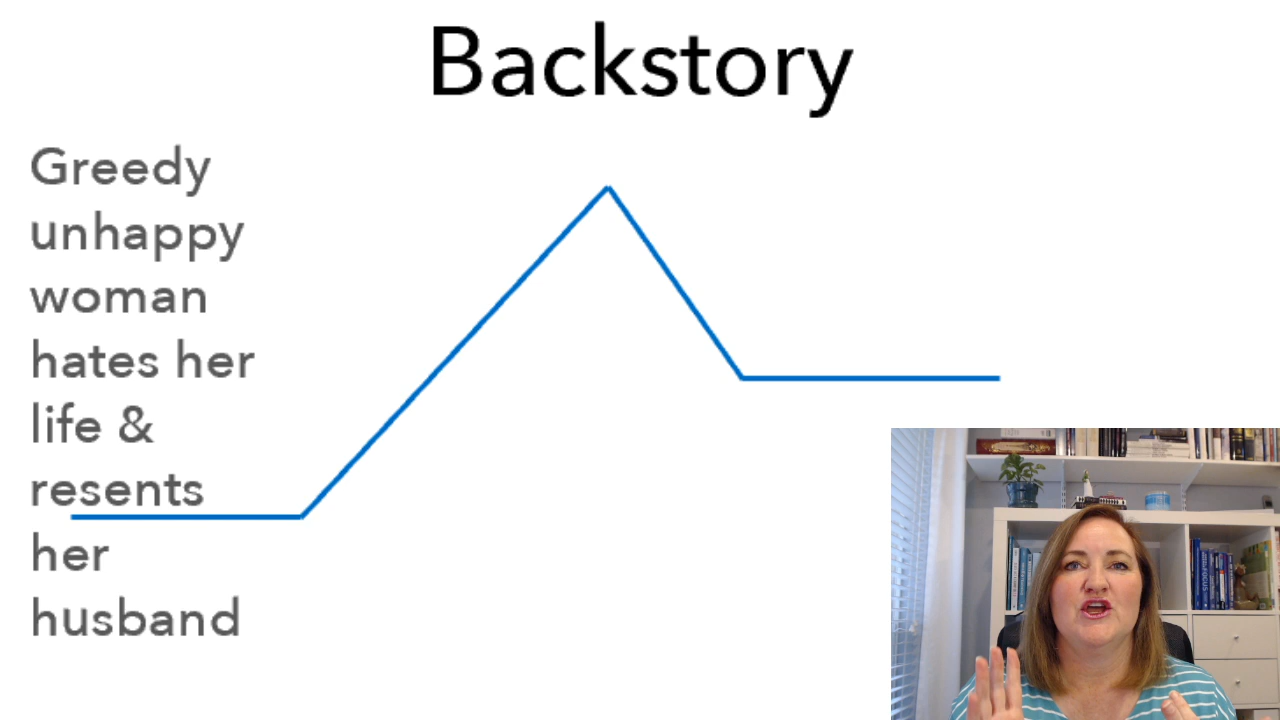 Backstory
Greedy
unhappy
woman
hates her
life &
resents
her
husband